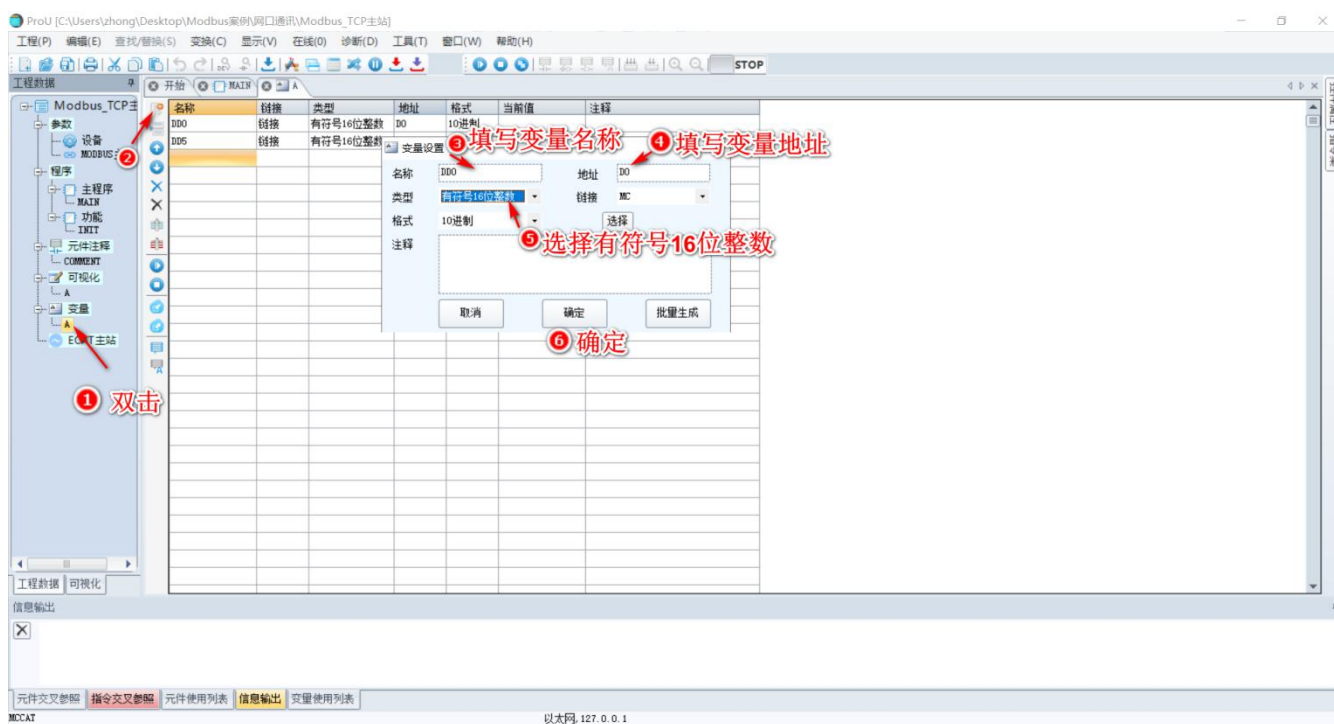 ProU [C:\Users\zhong\Desktop\Modbus案例\网口通讯\Modbus_TCP主站]
工程(P) 编辑(E) 查找/替换(S) 变换(C) 显示(V) 在线(O) 诊断(D) 工具(T) 窗口(W) 帮助(H)
STOP
工程数据
开始 MAIN A
Modbus_TCP主
参数
设备
MODBUS
程序
主程序
MAIN
功能
INIT
元件注释
COMMENT
可视化
A
变量
A
ECAT主站
❶ 双击
❷
名称 链接 类型 地址 格式 当前值 注释
DD0 链接 有符号16位整数 D0 10进制
DD5 链接 有符号16位整数
变量设置
❸填写变量名称 ❹填写变量地址
名称 DD0 地址 D0
类型 有符号16位整数 链接 MC
格式 10进制 选择
❺选择有符号16位整数
注释
取消 确定 批量生成
❻确定
工程数据 可视化
信息输出
元件交叉参照 指令交叉参照 元件使用列表 信息输出 变量使用列表
MCCAT 以太网, 127.0.0.1